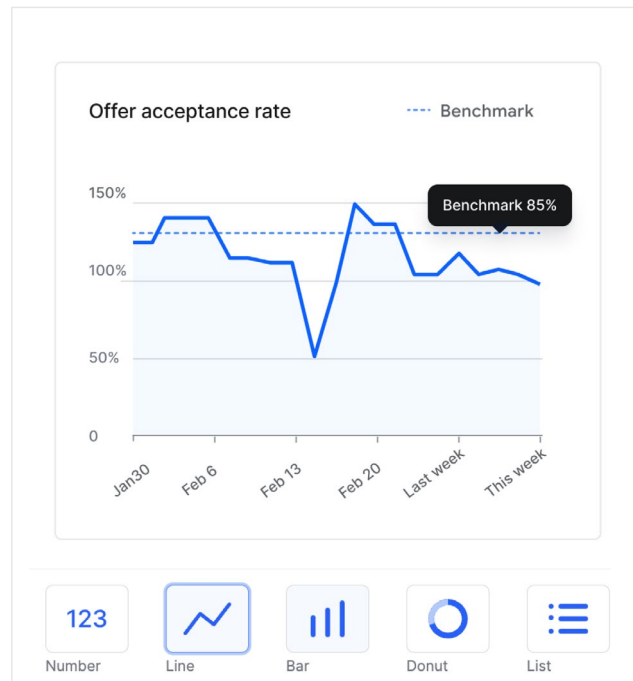 Offer acceptance rate
Benchmark
150%
Benchmark 85%
100%
50%
0
Jan30
Feb 6
Feb 13
Feb 20
Last week
This week
123
Number
Line
Bar
Donut
List